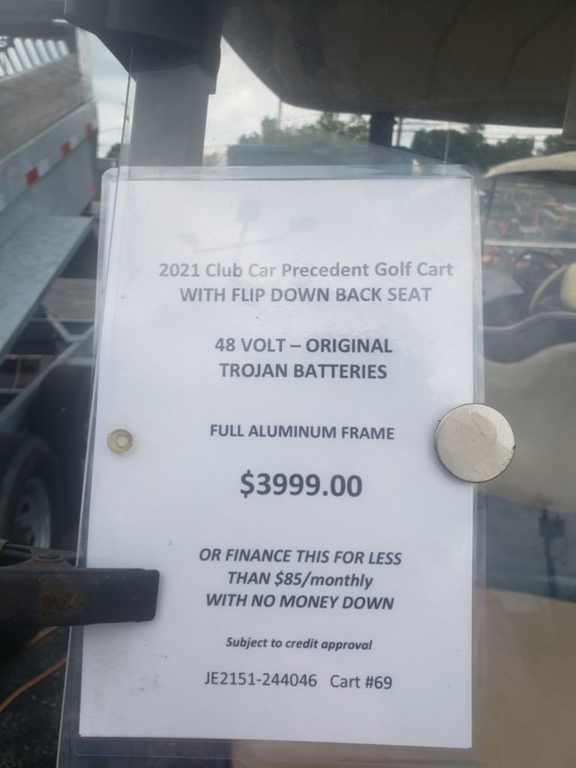 2021 Club Car Precedent Golf Cart
WITH FLIP DOWN BACK SEAT
48 VOLT – ORIGINAL
TROJAN BATTERIES
FULL ALUMINUM FRAME
$3999.00
OR FINANCE THIS FOR LESS
THAN $85/monthly
WITH NO MONEY DOWN
Subject to credit approval
JE2151-244046 Cart #69